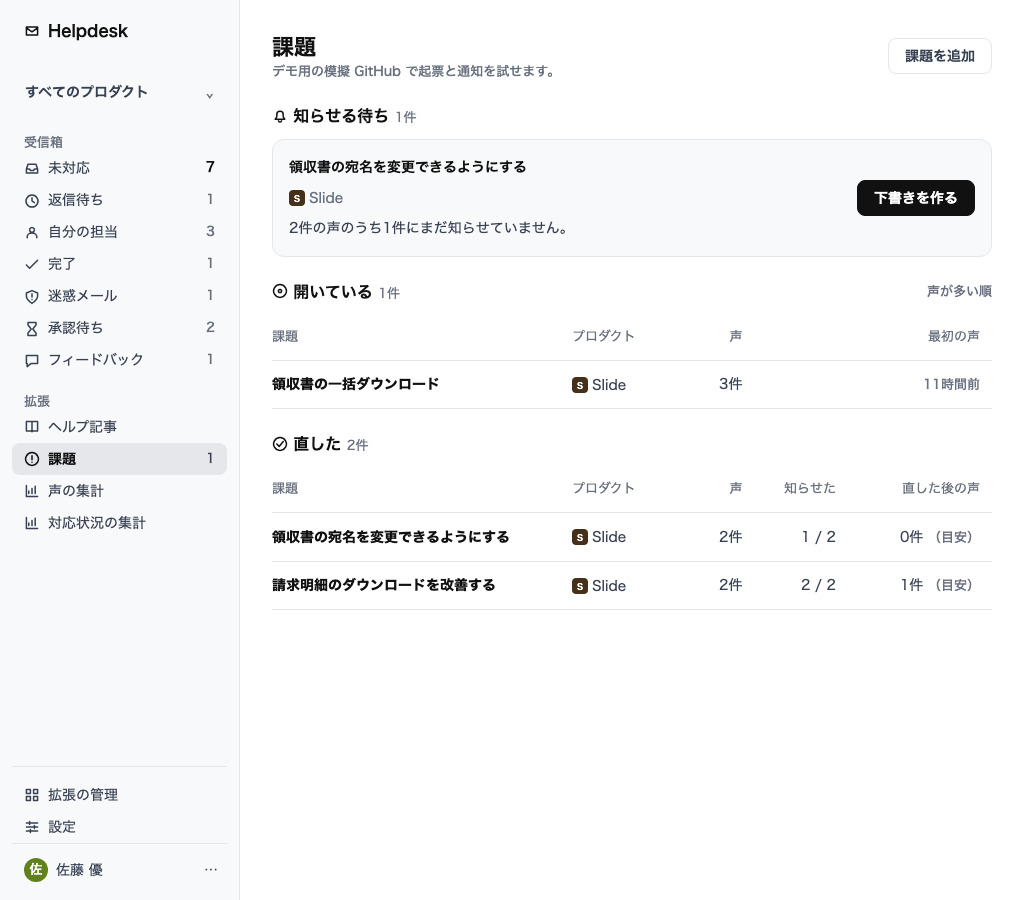 Helpdesk
すべてのプロダクト
受信箱
未対応 7
返信待ち 1
自分の担当 3
完了 1
迷惑メール 1
承認待ち 2
フィードバック 1
拡張
ヘルプ記事
課題 1
声の集計
対応状況の集計
拡張の管理
設定
佐 佐藤 優 …
課題
デモ用の模擬 GitHub で起票と通知を試せます。
課題を追加
知らせる待ち 1件
領収書の宛名を変更できるようにする
S Slide
2件の声のうち1件にまだ知らせていません。
下書きを作る
開いている 1件 声が多い順
課題 プロダクト 声 最初の声
領収書の一括ダウンロード S Slide 3件 11時間前
直した 2件
課題 プロダクト 声 知らせた 直した後の声
領収書の宛名を変更できるようにする S Slide 2件 1 / 2 0件 （目安）
請求明細のダウンロードを改善する S Slide 2件 2 / 2 1件 （目安）